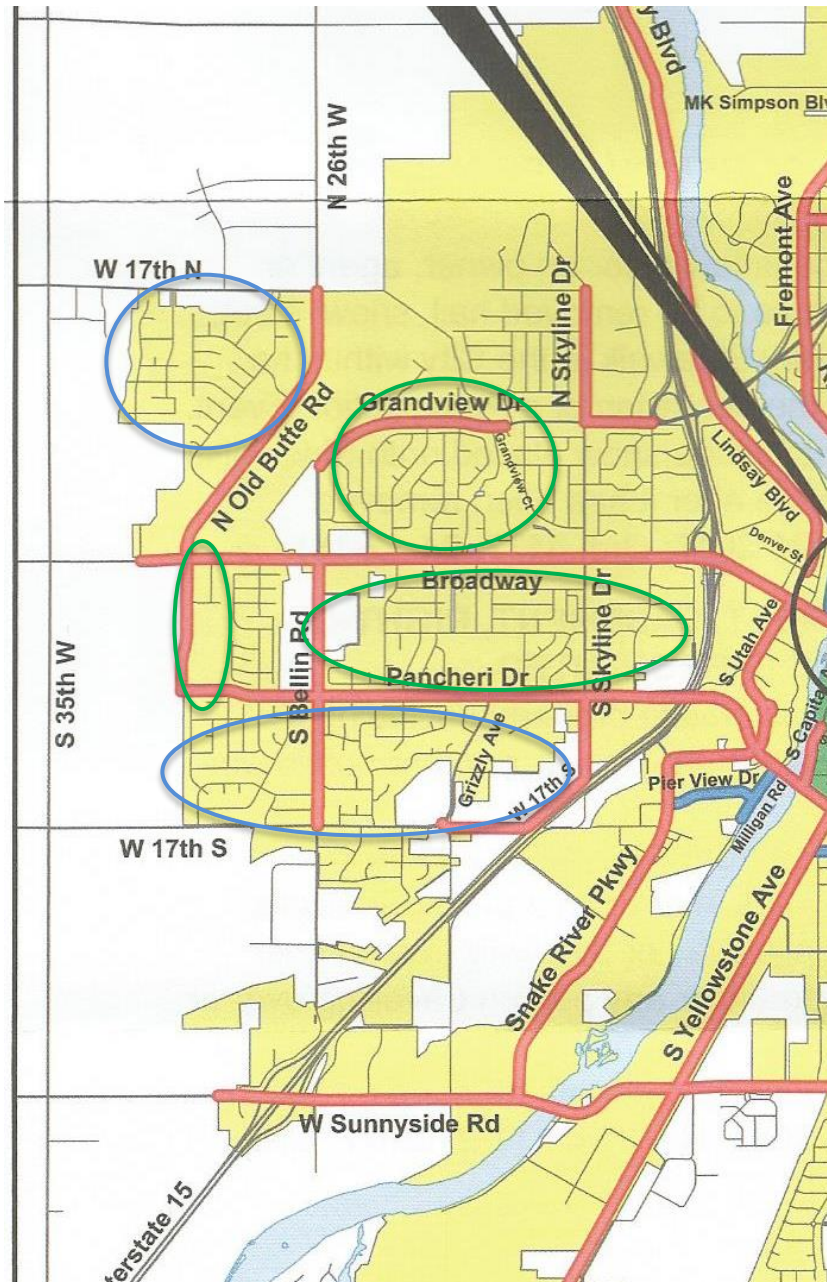 y Blvd
MK Simpson Blv
N 26th W
Fremont Ave
W 17th N
N Skyline Dr
Grandview Dr
Grandview Ct
N Old Butte Rd
Lindsay Blvd
Denver St
Broadway
S Bellin Rd
S Skyline Dr
S Utah Ave
S 35th W
Pancheri Dr
S Capital A
Grizzly Ave
W 17th S
Pier View Dr
Milligan Rd
W 17th S
Snake River Pkwy
S Yellowstone Ave
W Sunnyside Rd
terstate 15